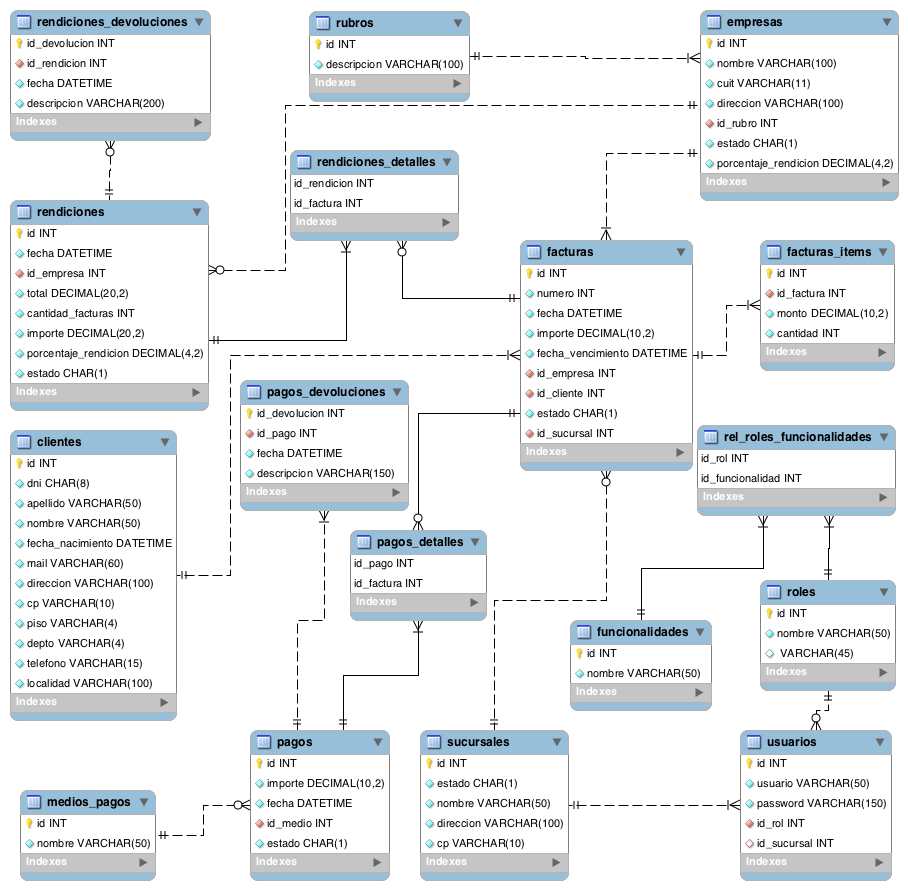 rendiciones_devoluciones
id_devolucion INT
id_rendicion INT
fecha DATETIME
descripcion VARCHAR(200)
Indexes
rubros
id INT
descripcion VARCHAR(100)
Indexes
empresas
id INT
nombre VARCHAR(100)
cuit VARCHAR(11)
direccion VARCHAR(100)
id_rubro INT
estado CHAR(1)
porcentaje_rendicion DECIMAL(4,2)
Indexes
rendiciones_detalles
id_rendicion INT
id_factura INT
Indexes
rendiciones
id INT
fecha DATETIME
id_empresa INT
total DECIMAL(20,2)
cantidad_facturas INT
importe DECIMAL(20,2)
porcentaje_rendicion DECIMAL(4,2)
estado CHAR(1)
Indexes
facturas
id INT
numero INT
fecha DATETIME
importe DECIMAL(10,2)
fecha_vencimiento DATETIME
id_empresa INT
id_cliente INT
estado CHAR(1)
id_sucursal INT
Indexes
facturas_items
id INT
id_factura INT
monto DECIMAL(10,2)
cantidad INT
Indexes
pagos_devoluciones
id_devolucion INT
id_pago INT
fecha DATETIME
descripcion VARCHAR(150)
Indexes
clientes
id INT
dni CHAR(8)
apellido VARCHAR(50)
nombre VARCHAR(50)
fecha_nacimiento DATETIME
mail VARCHAR(60)
direccion VARCHAR(100)
cp VARCHAR(10)
piso VARCHAR(4)
depto VARCHAR(4)
telefono VARCHAR(15)
localidad VARCHAR(100)
Indexes
rel_roles_funcionalidades
id_rol INT
id_funcionalidad INT
Indexes
pagos_detalles
id_pago INT
id_factura INT
Indexes
funcionalidades
id INT
nombre VARCHAR(50)
Indexes
roles
id INT
nombre VARCHAR(50)
VARCHAR(45)
Indexes
pagos
id INT
importe DECIMAL(10,2)
fecha DATETIME
id_medio INT
estado CHAR(1)
Indexes
sucursales
id INT
estado CHAR(1)
nombre VARCHAR(50)
direccion VARCHAR(100)
cp VARCHAR(10)
Indexes
usuarios
id INT
usuario VARCHAR(50)
password VARCHAR(150)
id_rol INT
id_sucursal INT
Indexes
medios_pagos
id INT
nombre VARCHAR(50)
Indexes